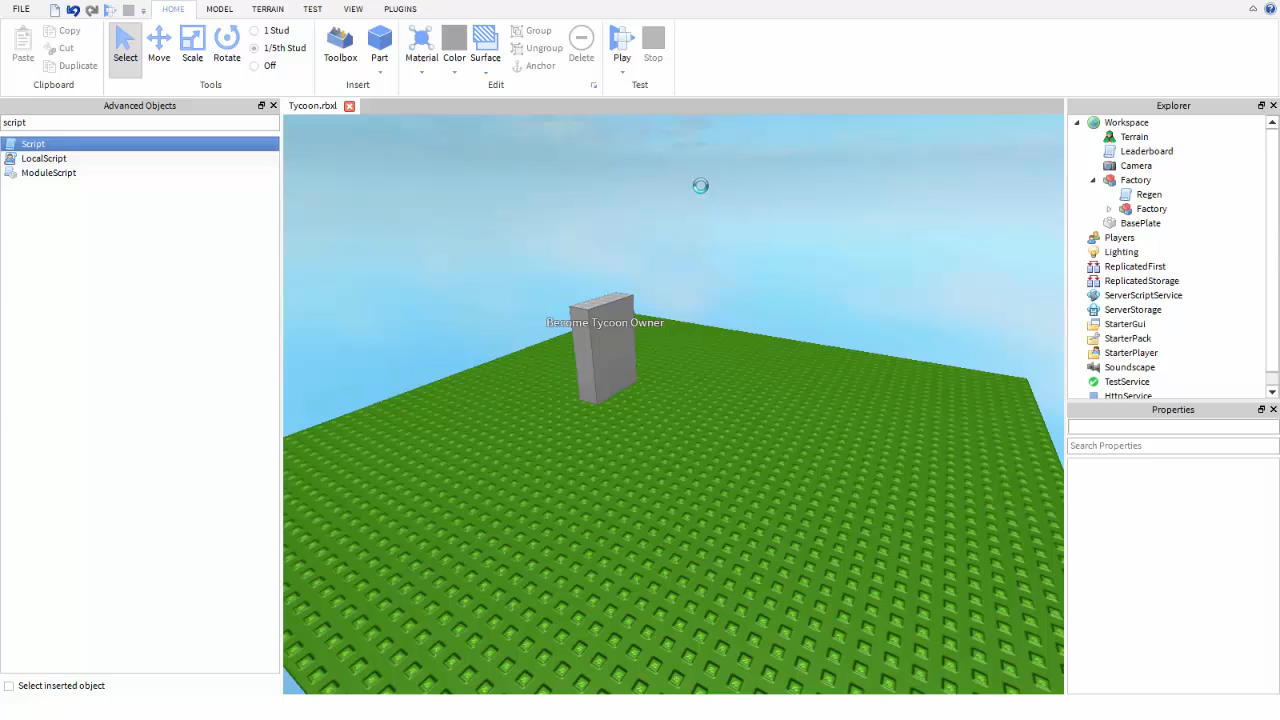 FILE HOME MODEL TERRAIN TEST VIEW PLUGINS
Paste Copy Cut Duplicate Clipboard
Select Move Scale Rotate 1 Stud 1/5th Stud Off Tools
Toolbox Part Insert
Material Color Surface Group Ungroup Anchor Delete Edit
Play Stop Test
Advanced Objects
script
Script
LocalScript
ModuleScript
Select inserted object
Tycoon.rbxl
Become Tycoon Owner
Explorer
Workspace
Terrain
Leaderboard
Camera
Factory
Regen
Factory
BasePlate
Players
Lighting
ReplicatedFirst
ReplicatedStorage
ServerScriptService
ServerStorage
StarterGui
StarterPack
StarterPlayer
Soundscape
TestService
HttpService
Properties
Search Properties